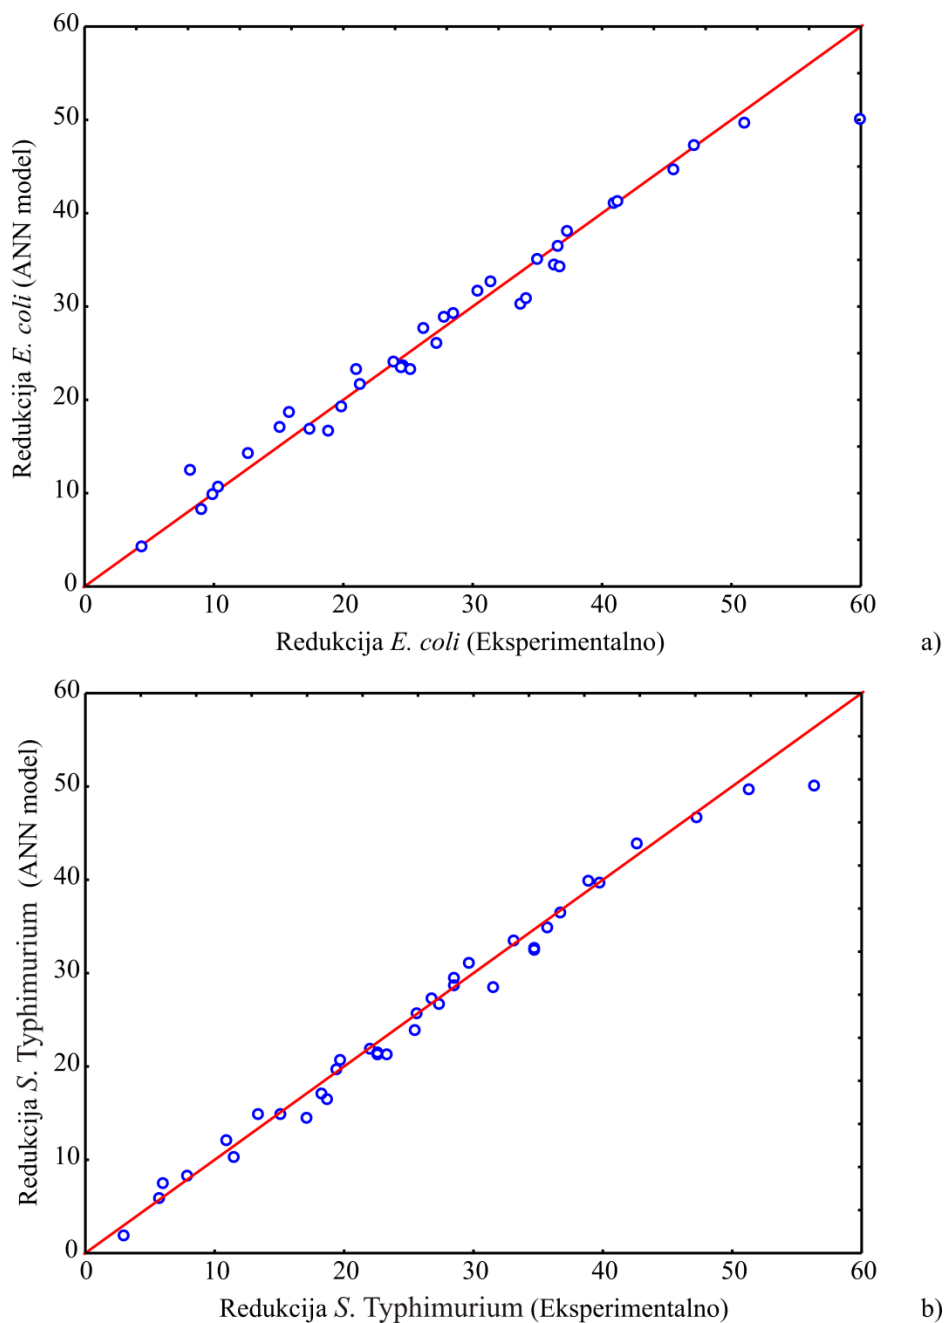 60
50
40
30
20
10
0
Redukcija E. coli (ANN model)
0 10 20 30 40 50 60
Redukcija E. coli (Eksperimentalno) a)
60
50
40
30
20
10
0
Redukcija S. Typhimurium (ANN model)
0 10 20 30 40 50 60
Redukcija S. Typhimurium (Eksperimentalno) b)